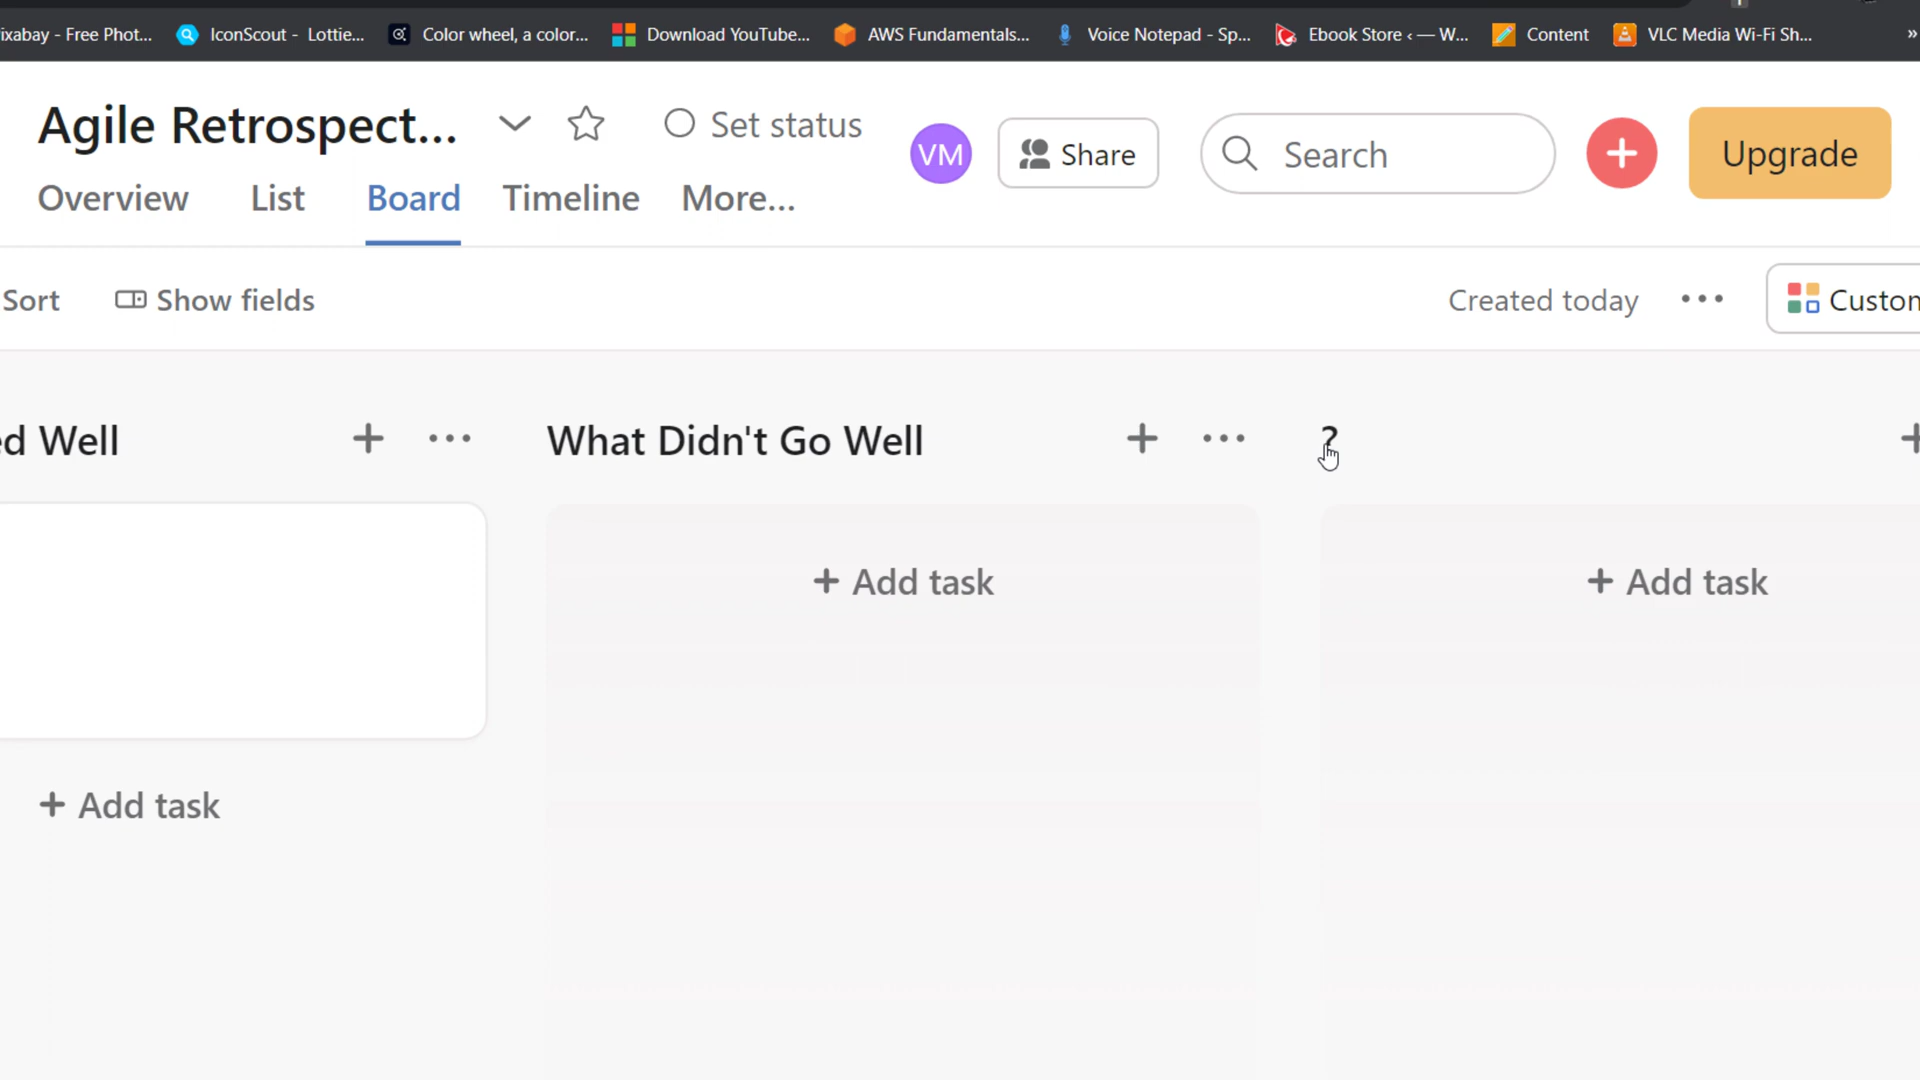 ixabay - Free Phot... IconScout - Lottie... Color wheel, a color... Download YouTube... AWS Fundamentals... Voice Notepad - Sp... Ebook Store ‹ — W... Content VLC Media Wi-Fi Sh... »
Agile Retrospect... Set status
VM Share Search Upgrade
Overview List Board Timeline More...
Sort Show fields Created today Custom
ed Well What Didn't Go Well ?
+ Add task + Add task
+ Add task